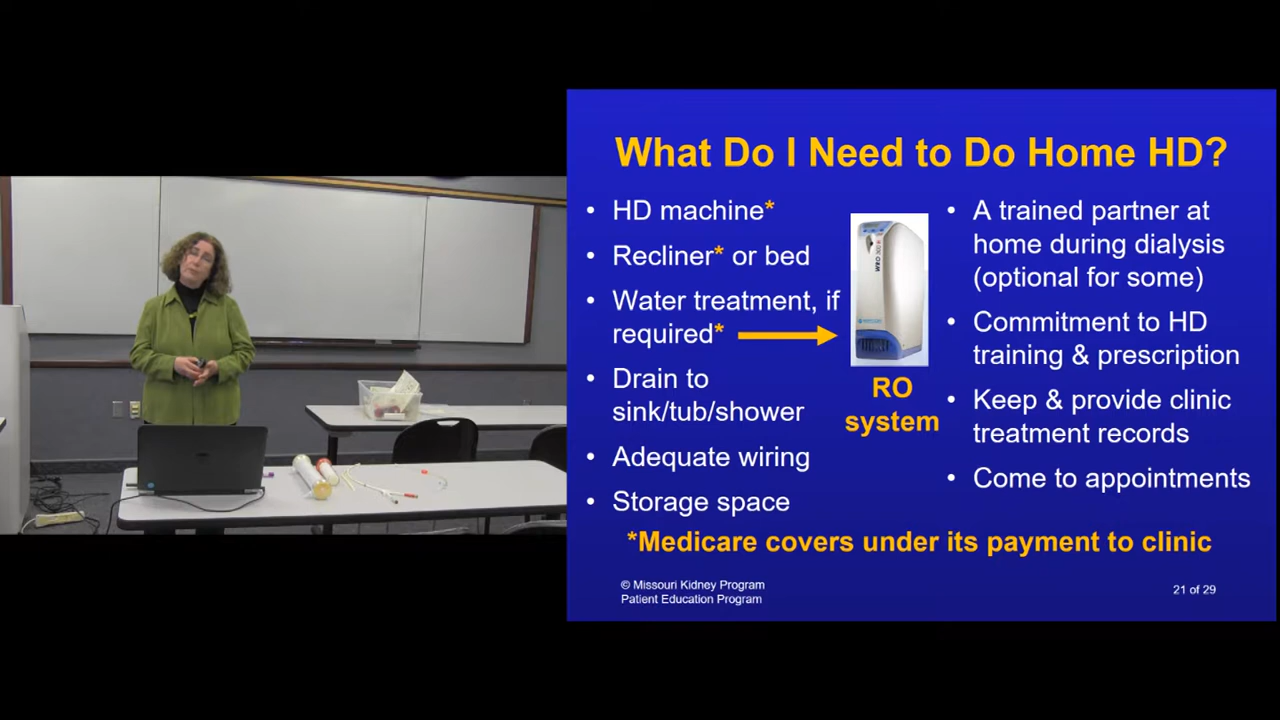 What Do I Need to Do Home HD?
• HD machine*
• Recliner* or bed
• Water treatment, if
required*
• Drain to
sink/tub/shower
• Adequate wiring
• Storage space
RO
system
• A trained partner at
home during dialysis
(optional for some)
• Commitment to HD
training & prescription
• Keep & provide clinic
treatment records
• Come to appointments
*Medicare covers under its payment to clinic
© Missouri Kidney Program
Patient Education Program
21 of 29